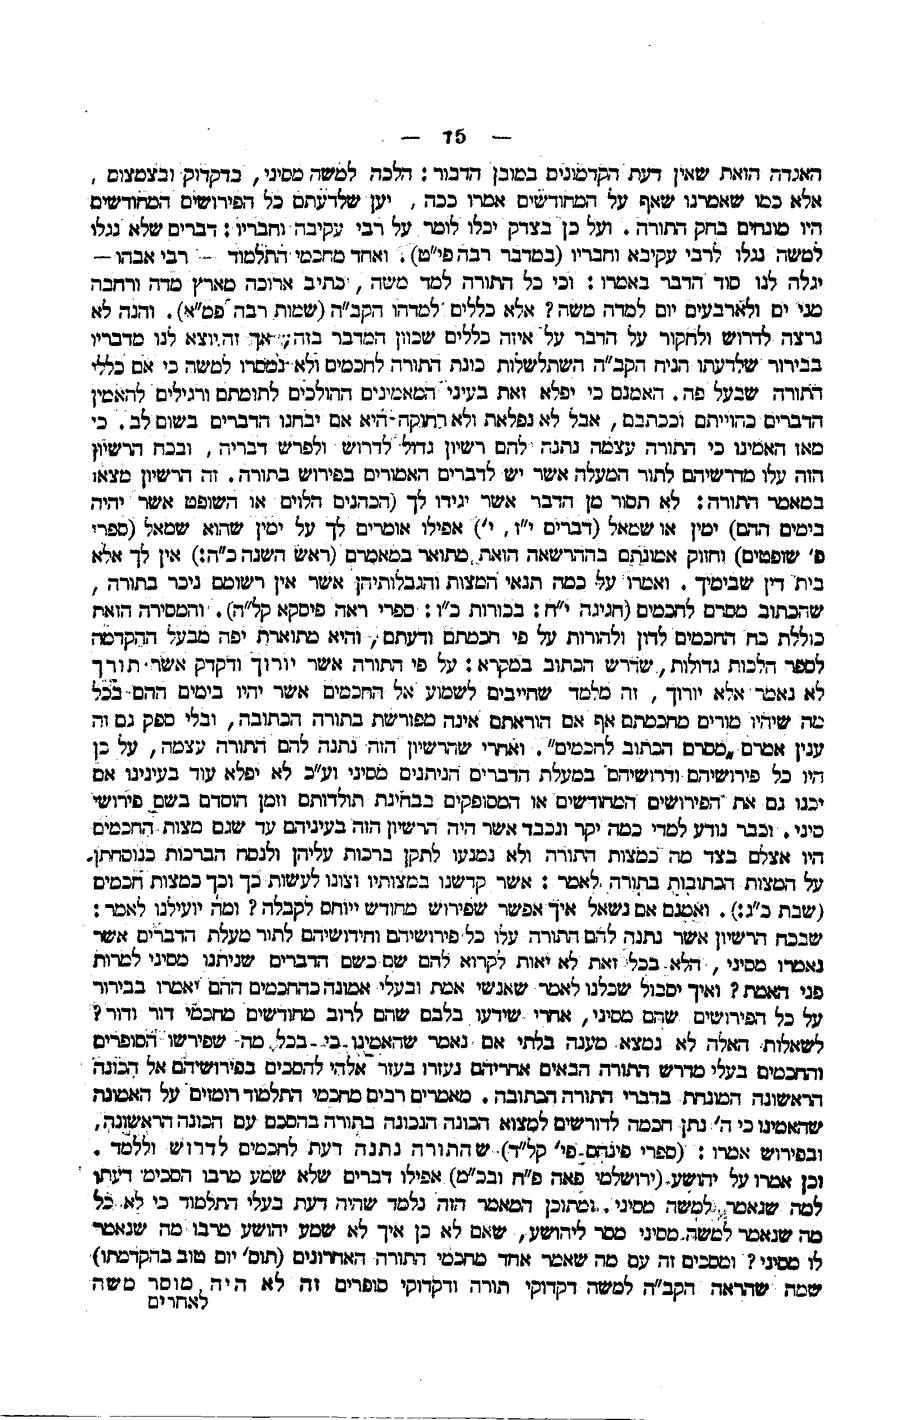 — 15 —
האגדה הזאת שאין דעת הקדמונים במובן הדבור: הלכה למשה מסיני, בדקדוק ובצמצום,
אלא כמו שאמרנו שאף על המחודשים אמרו ככה, יען שלדעתם כל הפירושים המחודשים
היו מונחים בחק התורה. ועל כן בצדק יכלו לומר על רבי עקיבה וחבריו: דברים שלא נגלו
למשה נגלו לרבי עקיבא וחבריו (במדבר רבה פי״ט). ואחד מחכמי התלמוד — רבי אבהו —
יגלה לנו סוד הדבר באמרו: וכי כל התורה למד משה, כתיב ארוכה מארץ מדה ורחבה
מני ים ולארבעים יום למדה משה? אלא כללים למדהו הקב״ה (שמות רבה פמ״א). והנה לא
נרצה לדרוש ולחקור על הדבר על איזה כללים שכוון המדבר בזה, אך זה יוצא לנו מדבריו
בבירור שלדעתו הניח הקב״ה השתלשלות כונת התורה לחכמים ולא נמסרו למשה כי אם כללי
התורה שבעל פה. האמנם כי יפלא זאת בעיני המאמינים ההולכים לתומתם ורגילים להאמין
הדברים כהוייתם וככתבם, אבל לא נפלאת ולא רחוקה היא אם יבחנו הדברים בשום לב. כי
מאז האמינו כי התורה עצמה נתנה להם רשיון גדול לדרוש ולפרש דבריה, ובכח הרשיון
הזה עלו מדרשיהם לתור המעלה אשר יש לדברים האמורים בפירוש בתורה. זה הרשיון מצאו
במאמר התורה: לא תסור מן הדבר אשר יגידו לך (הכהנים הלוים או השופט אשר יהיה
בימים ההם) ימין או שמאל (דברים י״ז, י׳) אפילו אומרים לך על ימין שהוא שמאל (ספרי
פ׳ שופטים) וחזוק אמונתם בההרשאה הזאת מתואר במאמרם (ראש השנה כ״ה:) אין לך אלא
בית דין שבימיך. ואמרו על כמה תנאי המצות והגבלותיהן אשר אין רשומם ניכר בתורה,
שהכתוב מסרם לחכמים (חגיגה י״ח: בכורות כ״ו: ספרי ראה פיסקא קל״ה). והמסירה הזאת
כוללת כח החכמים לדון ולהורות על פי חכמתם ודעתם, והיא מתוארת יפה מבעל ההקדמה
לספר הלכות גדולות, שדרש הכתוב במקרא: על פי התורה אשר יורוך ודקדק אשר תורך
לא נאמר אלא יורוך, זה מלמד שחייבים לשמוע אל החכמים אשר יהיו בימים ההם בכל
מה שיהיו מורים מחכמתם אף אם הוראתם אינה מפורשת בתורה הכתובה, ובלי ספק גם זה
ענין אמרם „מסרם הכתוב לחכמים״. ואחרי שהרשיון הזה נתנה להם התורה עצמה, על כן
היו כל פירושיהם ודרושיהם במעלת הדברים הניתנים מסיני וע״כ לא יפלא עוד בעינינו אם
יכנו גם את הפירושים המחודשים או המסופקים בבחינת תולדותם וזמן הוסדם בשם פירושי
סיני. וכבר נודע למדי כמה יקר ונכבד אשר היה הרשיון הזה בעיניהם עד שגם מצות החכמים
היו אצלם בצד מה כמצות התורה ולא נמנעו לתקן ברכות עליהן ולנסח הברכות כנוסחתן
על המצות הכתובות בתורה לאמר: אשר קדשנו במצותיו וצונו לעשות כך וכך כמצות חכמים
(שבת כ״ג:). ואמנם אם נשאל איך אפשר שפירוש מחודש ייוחס לקבלה? ומה יועילנו לאמר:
שבכח הרשיון אשר נתנה להם התורה עלו כל פירושיהם וחידושיהם לתור מעלת הדברים אשר
נאמרו מסיני, הלא בכל זאת לא יאות לקרוא להם שם כשם הדברים שניתנו מסיני למרות
פני האמת? ואיך יסבול שכלנו לאמר שאנשי אמת ובעלי אמונה כהחכמים ההם יאמרו בבירור
על כל הפירושים שהם מסיני, אחרי שידעו בלבם שהם לרוב מחודשים מחכמי דור ודור?
לשאלות האלה לא נמצא מענה בלתי אם נאמר שהאמינו כי בכל מה שפירשו הסופרים
והחכמים בעלי מדרש התורה הבאים אחריהם נעזרו בעזר אלהי להסכים בפירושיהם אל הכונה
הראשונה המונחת בדברי התורה הכתובה. מאמרים רבים מחכמי התלמוד רומזים על האמונה
שהאמינו כי ה׳ נתן חכמה לדורשים למצוא הכונה הנכונה בתורה בהסכם עם הכונה הראשונה,
ובפירוש אמרו: (ספרי פינחס פי׳ קל״ד) שהתורה נתנה דעת לחכמים לדרוש וללמד.
וכן אמרו על יהושע (ירושלמי פאה פ״ח ובכ״מ) אפילו דברים שלא שמע מרבו הסכימ׳ דעתו
למה שנאמר למשה מסיני. ומתוכן המאמר הזה נלמד שהיה דעת בעלי התלמוד כי לא כל
מה שנאמר למשה מסיני מסר ליהושע, שאם לא כן איך לא שמע יהושע מרבו מה שנאמר
לו מסיני? ומסכים זה עם מה שאמר אחד מחכמי התורה האחרונים (תוס׳ יום טוב בהקדמתו)
שמה שהראה הקב״ה למשה דקדוקי תורה ודקדוקי סופרים זה לא היה מוסר משה
לאחרים